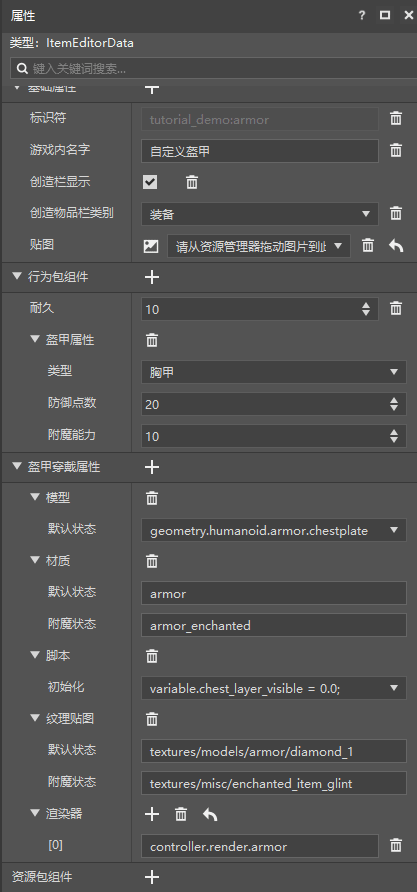 属性
类型：ItemEditorData
键入关键词搜索...
基础属性
标识符 tutorial_demo:armor
游戏内名字 自定义盔甲
创造栏显示
创造物品栏类别 装备
贴图 请从资源管理器拖动图片到此
行为包组件
耐久 10
盔甲属性
类型 胸甲
防御点数 20
附魔能力 10
盔甲穿戴属性
模型
默认状态 geometry.humanoid.armor.chestplate
材质
默认状态 armor
附魔状态 armor_enchanted
脚本
初始化 variable.chest_layer_visible = 0.0;
纹理贴图
默认状态 textures/models/armor/diamond_1
附魔状态 textures/misc/enchanted_item_glint
渲染器
[0] controller.render.armor
资源包组件